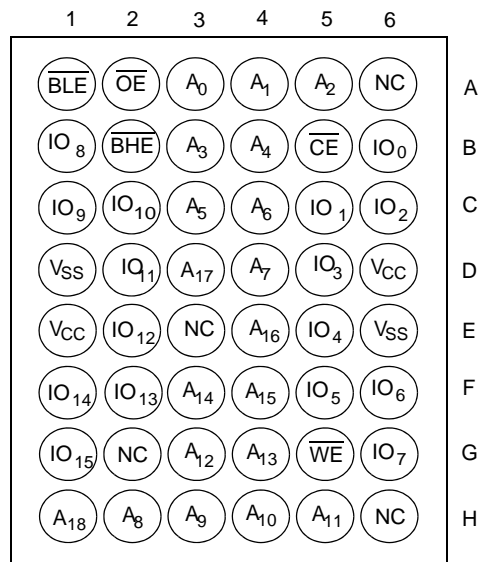 1 2 3 4 5 6
BLE OE A0 A1 A2 NC A
IO8 BHE A3 A4 CE IO0 B
IO9 IO10 A5 A6 IO1 IO2 C
VSS IO11 A17 A7 IO3 VCC D
VCC IO12 NC A16 IO4 VSS E
IO14 IO13 A14 A15 IO5 IO6 F
IO15 NC A12 A13 WE IO7 G
A18 A8 A9 A10 A11 NC H